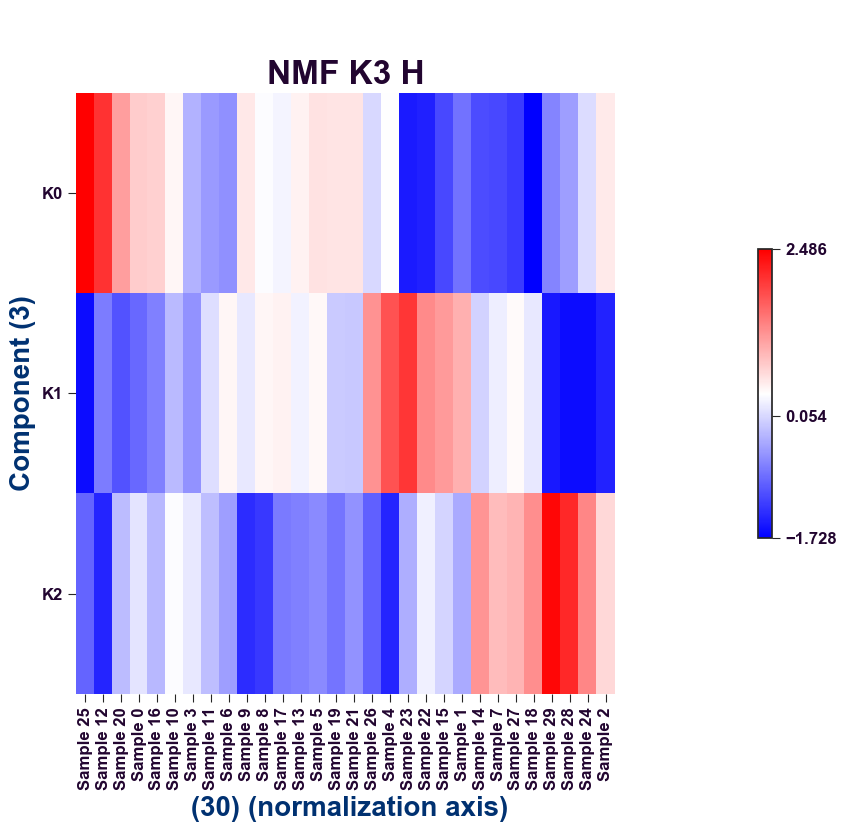 NMF K3 H
Component (3)
K0
K1
K2
2.486
0.054
−1.728
Sample 25
Sample 12
Sample 20
Sample 0
Sample 16
Sample 10
Sample 3
Sample 11
Sample 6
Sample 9
Sample 8
Sample 17
Sample 13
Sample 5
Sample 19
Sample 21
Sample 26
Sample 4
Sample 23
Sample 22
Sample 15
Sample 1
Sample 14
Sample 7
Sample 27
Sample 18
Sample 29
Sample 28
Sample 24
Sample 2
(30) (normalization axis)